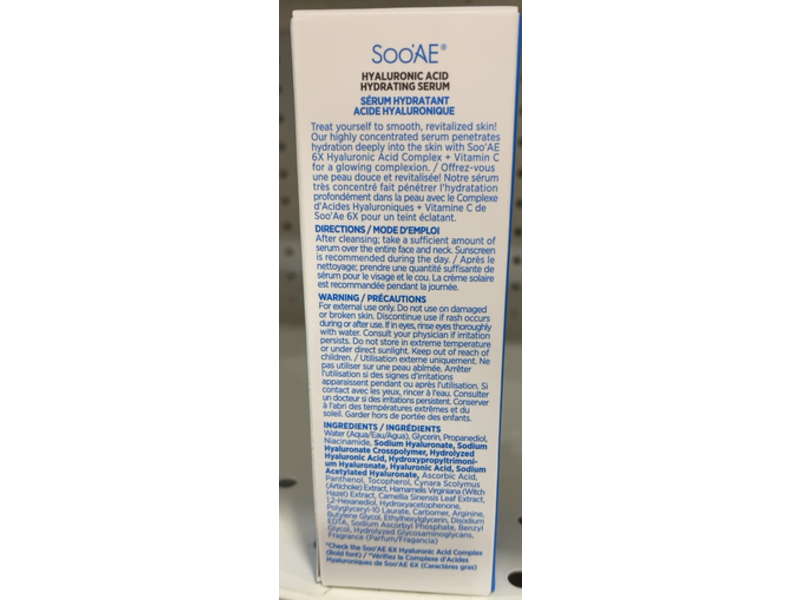 Soo'AE®
HYALURONIC ACID
HYDRATING SERUM
SÉRUM HYDRATANT
ACIDE HYALURONIQUE
Treat yourself to smooth, revitalized skin!
Our highly concentrated serum penetrates
hydration deeply into the skin with Soo'AE
6X Hyaluronic Acid Complex + Vitamin C
for a glowing complexion. / Offrez-vous
une peau douce et revitalisée! Notre sérum
très concentré fait pénétrer l'hydratation
profondément dans la peau avec le Complexe
d'Acides Hyaluroniques + Vitamine C de
Soo'Ae 6X pour un teint éclatant.
DIRECTIONS / MODE D'EMPLOI
After cleansing; take a sufficient amount of
serum over the entire face and neck. Sunscreen
is recommended during the day. / Après le
nettoyage; prendre une quantité suffisante de
sérum pour le visage et le cou. La crème solaire
est recommandée pendant la journée.
WARNING / PRÉCAUTIONS
For external use only. Do not use on damaged
or broken skin. Discontinue use if rash occurs
during or after use. If in eyes, rinse eyes thoroughly
with water. Consult your physician if irritation
persists. Do not store in extreme temperature
or under direct sunlight. Keep out of reach of
children. / Utilisation externe uniquement. Ne
pas utiliser sur une peau abîmée. Arrêter
l'utilisation si des signes d'irritations
apparaissent pendant ou après l'utilisation. Si
contact avec les yeux, rincer à l'eau. Consulter
un docteur si des irritations persistent. Conserver
à l'abri des températures extrêmes et du
soleil. Garder hors de portée des enfants.
INGREDIENTS / INGRÉDIENTS
Water (Aqua/Eau/Agua), Glycerin, Propanediol,
Niacinamide, Sodium Hyaluronate, Sodium
Hyaluronate Crosspolymer, Hydrolyzed
Hyaluronic Acid, Hydroxypropyltrimoni-
um Hyaluronate, Hyaluronic Acid, Sodium
Acetylated Hyaluronate, Ascorbic Acid,
Panthenol, Tocopherol, Cynara Scolymus
(Artichoke) Extract, Hamamelis Virginiana (Witch
Hazel) Extract, Camellia Sinensis Leaf Extract,
1,2-Hexanediol, Hydroxyacetophenone,
Polyglyceryl-10 Laurate, Carbomer, Arginine,
Butylene Glycol, Ethylhexylglycerin, Disodium
EDTA, Sodium Ascorbyl Phosphate, Benzyl
Glycol, Hydrolyzed Glycosaminoglycans,
Fragrance (Parfum/Fragancia)
*Check the Soo'AE 6X Hyaluronic Acid Complex
(Bold font) / *Vérifiez le Complexe d'Acides
Hyaluroniques de Soo'AE 6X (Caractères gras)